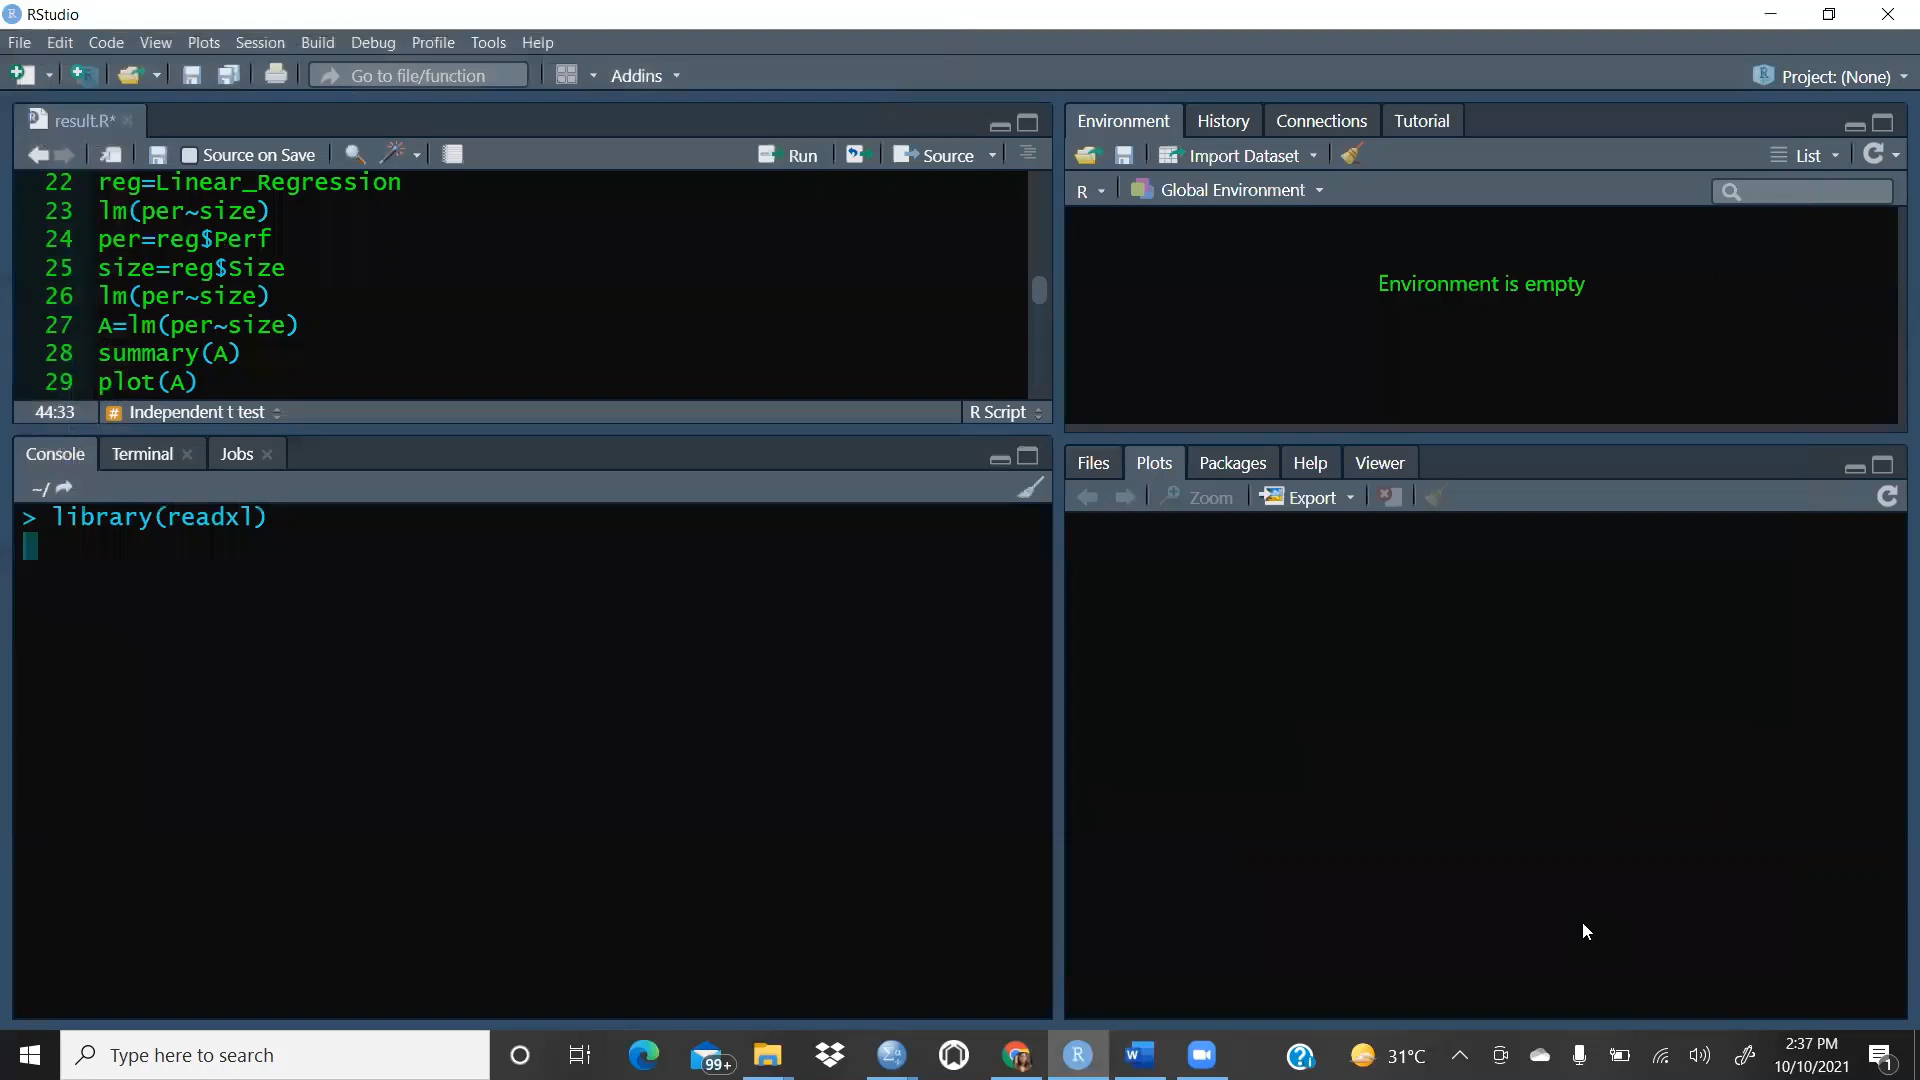 RStudio
File Edit Code View Plots Session Build Debug Profile Tools Help
Go to file/function Addins Project: (None)
result.R*
Source on Save Run Source
22 reg=Linear_Regression
23 lm(per~size)
24 per=reg$Perf
25 size=reg$Size
26 lm(per~size)
27 A=lm(per~size)
28 summary(A)
29 plot(A)
44:33 # Independent t test R Script
Console Terminal Jobs
~/
> library(readxl)
Environment History Connections Tutorial
Import Dataset List
R Global Environment
Environment is empty
Files Plots Packages Help Viewer
Zoom Export
Type here to search 99+ 31°C 2:37 PM
10/10/2021 1